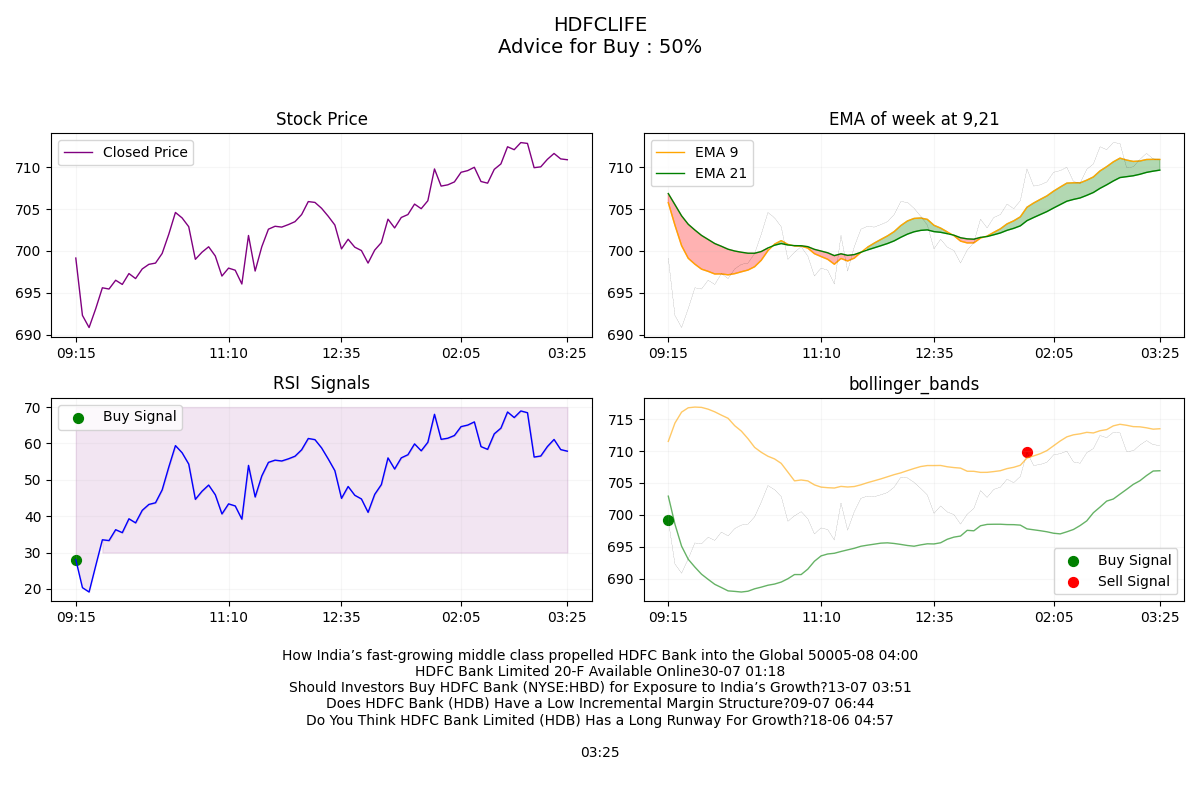 HDFCLIFE
Advice for Buy : 50%
Stock Price
Closed Price
710
705
700
695
690
09:15
11:10
12:35
02:05
03:25
EMA of week at 9,21
EMA 9
EMA 21
710
705
700
695
690
09:15
11:10
12:35
02:05
03:25
RSI  Signals
Buy Signal
70
60
50
40
30
20
09:15
11:10
12:35
02:05
03:25
bollinger_bands
715
710
705
700
695
690
Buy Signal
Sell Signal
09:15
11:10
12:35
02:05
03:25
How India’s fast-growing middle class propelled HDFC Bank into the Global 50005-08 04:00
HDFC Bank Limited 20-F Available Online30-07 01:18
Should Investors Buy HDFC Bank (NYSE:HBD) for Exposure to India’s Growth?13-07 03:51
Does HDFC Bank (HDB) Have a Low Incremental Margin Structure?09-07 06:44
Do You Think HDFC Bank Limited (HDB) Has a Long Runway For Growth?18-06 04:57
03:25